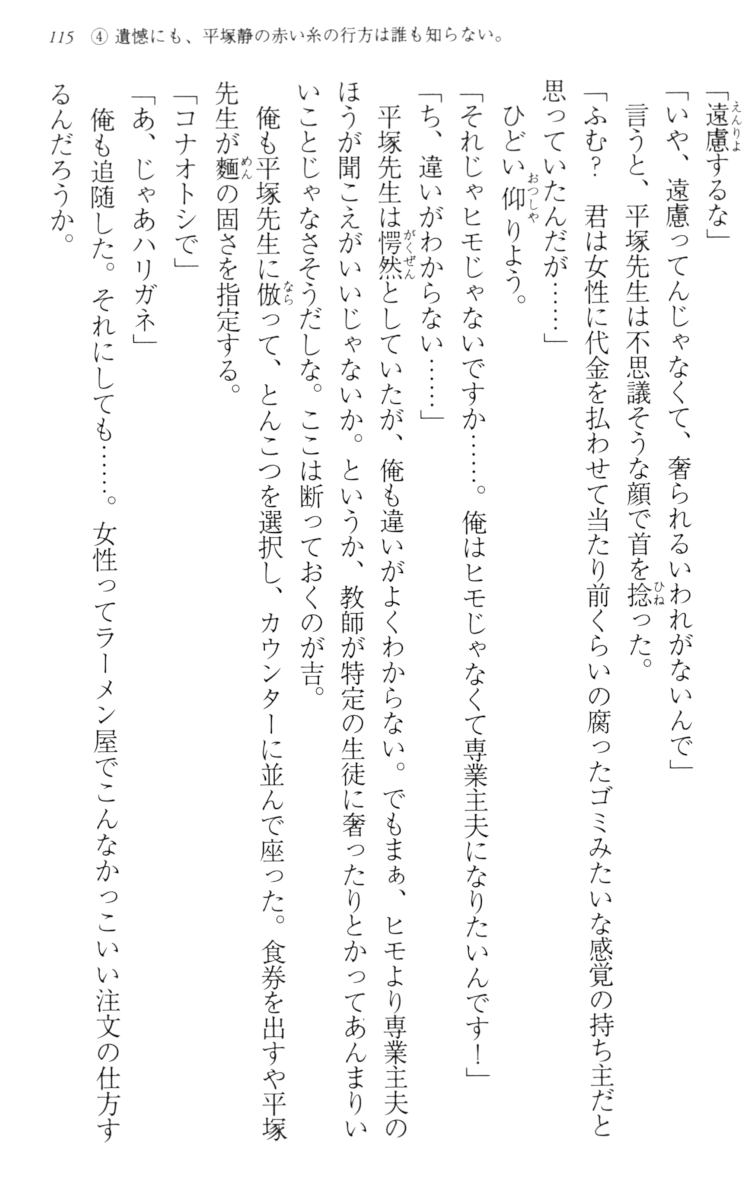 115 ④ 遺憾にも、平塚静の赤い糸の行方は誰も知らない。
「遠慮するな」
「いや、遠慮ってんじゃなくて、奢られるいわれがないんで」
言うと、平塚先生は不思議そうな顔で首を捻った。
「ふむ？　君は女性に代金を払わせて当たり前くらいの腐ったゴミみたいな感覚の持ち主だと
思っていたんだが……」
ひどい仰りよう。
「それじゃヒモじゃないですか……。俺はヒモじゃなくて専業主夫になりたいんです！」
「ち、違いがわからない……」
平塚先生は愕然としていたが、俺も違いがよくわからない。でもまぁ、ヒモより専業主夫の
ほうが聞こえがいいじゃないか。というか、教師が特定の生徒に奢ったりとかってあんまりい
いことじゃなさそうだしな。ここは断っておくのが吉。
俺も平塚先生に倣って、とんこつを選択し、カウンターに並んで座った。食券を出すや平塚
先生が麺の固さを指定する。
「コナオトシで」
「あ、じゃあハリガネ」
俺も追随した。それにしても……。女性ってラーメン屋でこんなかっこいい注文の仕方す
るんだろうか。